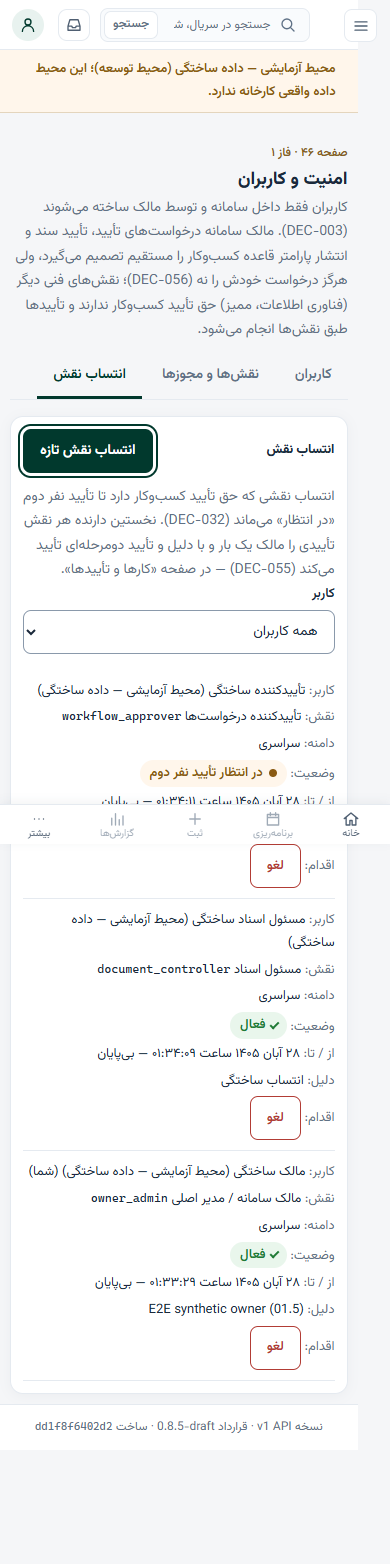 جستجو در سریال، ش
جستجو
محیط آزمایشی — داده ساختگی (محیط توسعه)؛ این محیط
داده واقعی کارخانه ندارد.
صفحه ۴۶ · فاز ۱
امنیت و کاربران
کاربران فقط داخل سامانه و توسط مالک ساخته می‌شوند
(DEC-003). مالک سامانه درخواست‌های تأیید، تأیید سند و
انتشار پارامتر قاعده کسب‌وکار را مستقیم تصمیم می‌گیرد، ولی
هرگز درخواست خودش را نه (DEC-056)؛ نقش‌های فنی دیگر
(فناوری اطلاعات، ممیز) حق تأیید کسب‌وکار ندارند و تأییدها
طبق نقش‌ها انجام می‌شود.
کاربران
نقش‌ها و مجوزها
انتساب نقش
انتساب نقش
انتساب نقش تازه
انتساب نقشی که حق تأیید کسب‌وکار دارد تا تأیید نفر دوم
«در انتظار» می‌ماند (DEC-032). نخستین دارنده هر نقش
تأییدی را مالک یک بار و با دلیل و تأیید دومرحله‌ای تأیید
می‌کند (DEC-055) — در صفحه «کارها و تأییدها».
کاربر
همه کاربران
کاربر: تأییدکننده ساختگی (محیط آزمایشی — داده ساختگی)
نقش: تأییدکننده درخواست‌ها workflow_approver
دامنه: سراسری
وضعیت: در انتظار تأیید نفر دوم
از / تا: ۲۸ آبان ۱۴۰۵ ساعت ۰۱:۳۴:۱۱ — بی‌پایان
خانه
برنامه‌ریزی
ثبت
گزارش‌ها
بیشتر
اقدام: لغو
کاربر: مسئول اسناد ساختگی (محیط آزمایشی — داده
ساختگی)
نقش: مسئول اسناد document_controller
دامنه: سراسری
وضعیت: فعال
از / تا: ۲۸ آبان ۱۴۰۵ ساعت ۰۱:۳۴:۰۹ — بی‌پایان
دلیل: انتساب ساختگی
اقدام: لغو
کاربر: مالک ساختگی (محیط آزمایشی — داده ساختگی) (شما)
نقش: مالک سامانه / مدیر اصلی owner_admin
دامنه: سراسری
وضعیت: فعال
از / تا: ۲۸ آبان ۱۴۰۵ ساعت ۰۱:۳۳:۲۹ — بی‌پایان
دلیل: E2E synthetic owner (01.5)
اقدام: لغو
نسخه v1 API · قرارداد 0.8.5-draft · ساخت dd1f8f6402d2